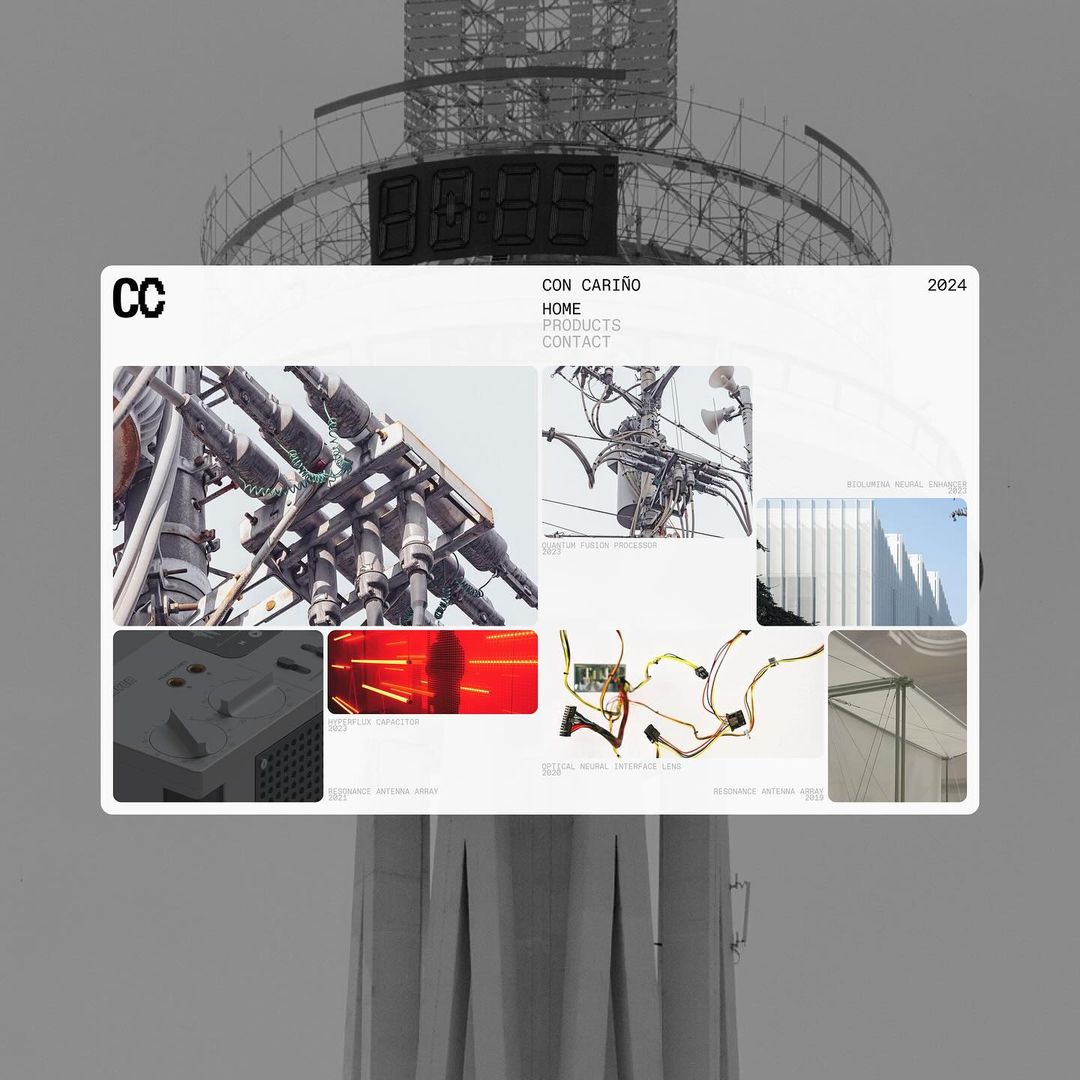 CC
CON CARIÑO
2024
HOME
PRODUCTS
CONTACT
BIOLUMINA NEURAL ENHANCER
2023
QUANTUM FUSION PROCESSOR
2023
HYPERFLUX CAPACITOR
2023
OPTICAL NEURAL INTERFACE LENS
2020
RESONANCE ANTENNA ARRAY
2021
RESONANCE ANTENNA ARRAY
2019